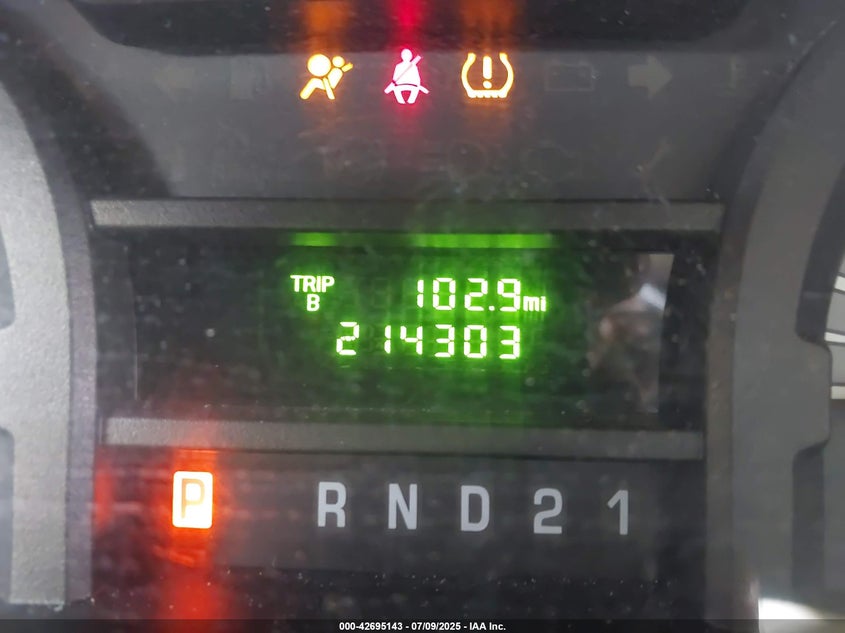 TRIP 102.9mi
B
214303
P R N D 2 1
000-42695143 - 07/09/2025 - IAA Inc.